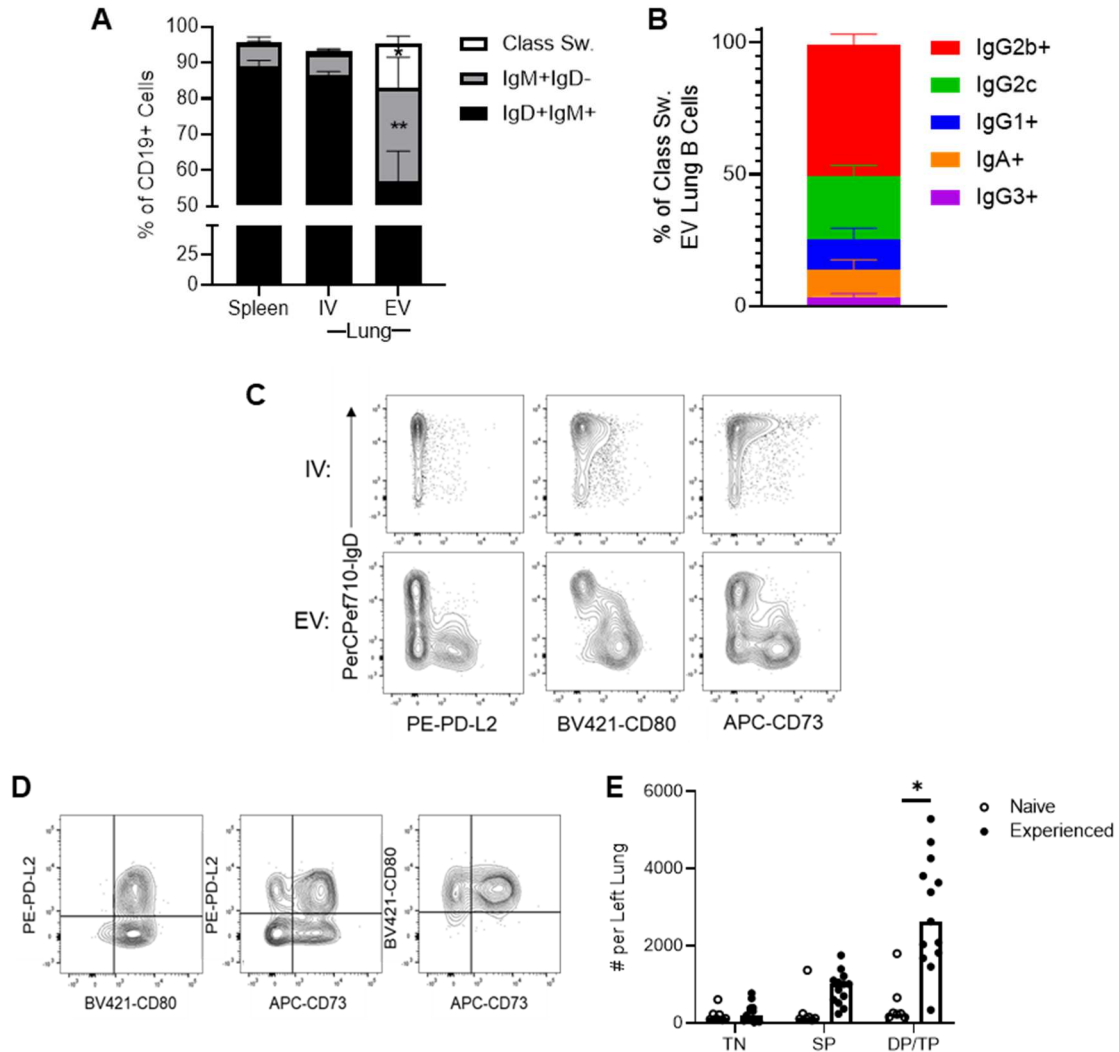 A
% of CD19+ Cells
100
90
80
70
60
50
25
0
*
**
Spleen
IV
EV
Lung
Class Sw.
IgM+IgD-
IgD+IgM+
B
% of Class Sw.
EV Lung B Cells
100
50
0
IgG2b+
IgG2c
IgG1+
IgA+
IgG3+
C
IV:
EV:
PerCPef710-IgD
PE-PD-L2
BV421-CD80
APC-CD73
D
PE-PD-L2
BV421-CD80
PE-PD-L2
APC-CD73
BV421-CD80
APC-CD73
E
# per Left Lung
6000
4000
2000
0
*
TN
SP
DP/TP
Naive
Experienced